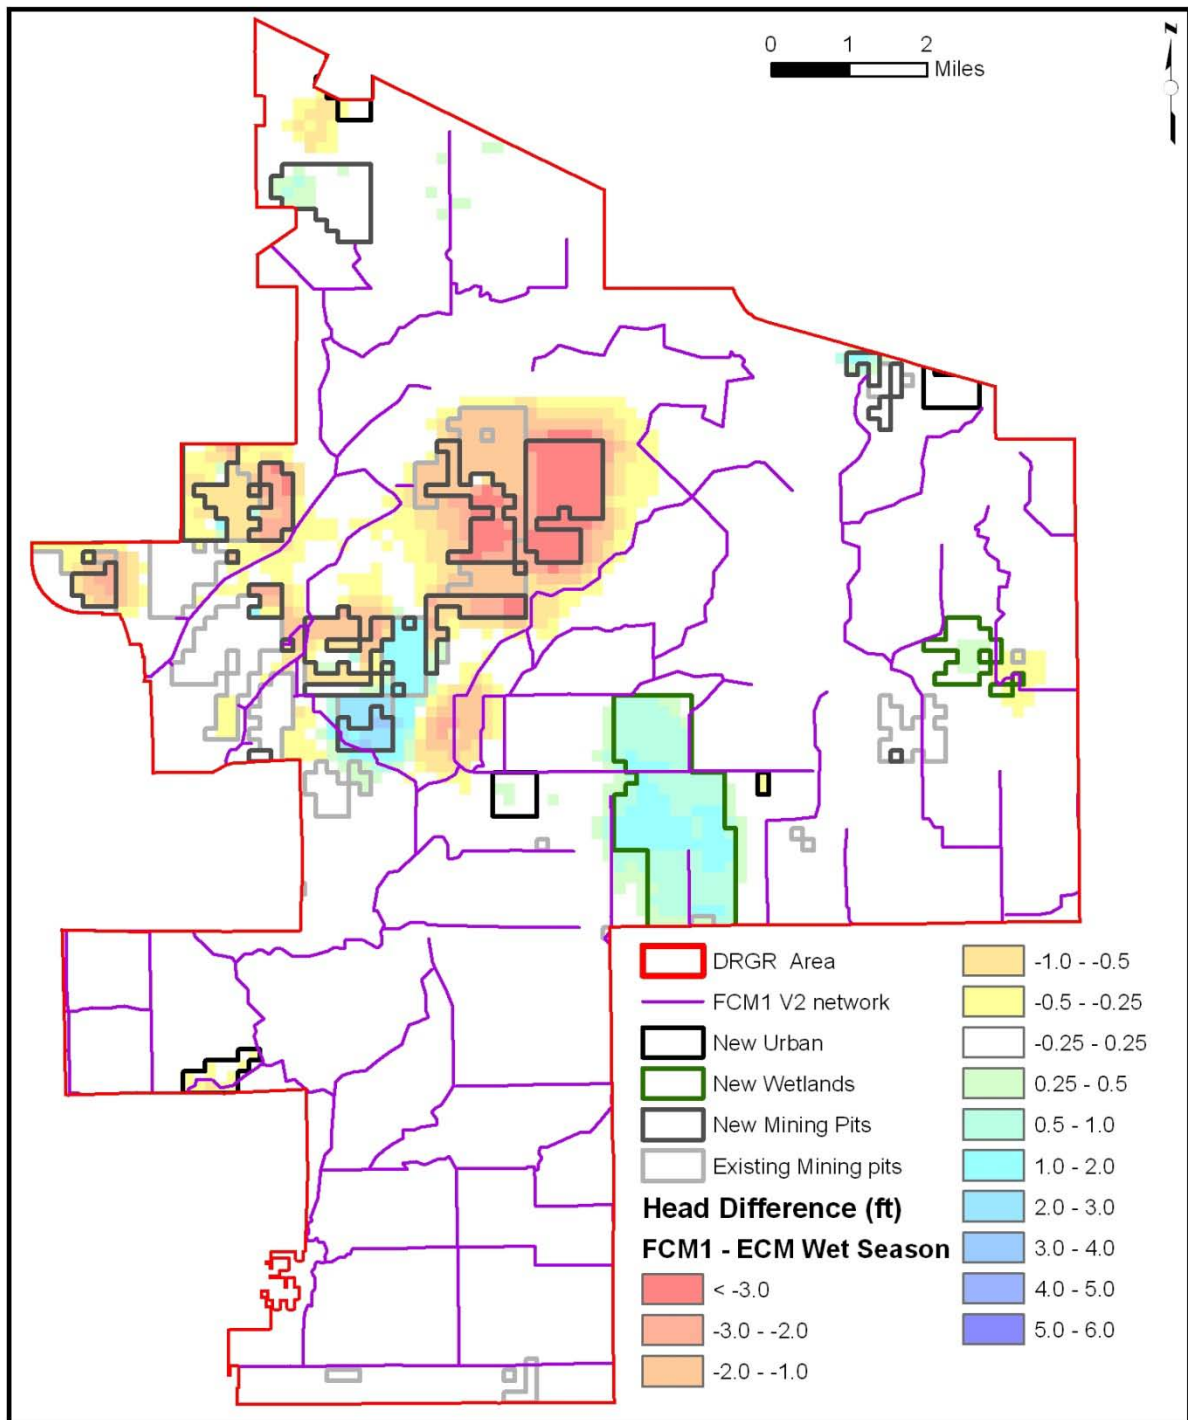 0 1 2
Miles
N
DRGR Area
FCM1 V2 network
New Urban
New Wetlands
New Mining Pits
Existing Mining pits
Head Difference (ft)
FCM1 - ECM Wet Season
< -3.0
-3.0 - -2.0
-2.0 - -1.0
-1.0 - -0.5
-0.5 - -0.25
-0.25 - 0.25
0.25 - 0.5
0.5 - 1.0
1.0 - 2.0
2.0 - 3.0
3.0 - 4.0
4.0 - 5.0
5.0 - 6.0